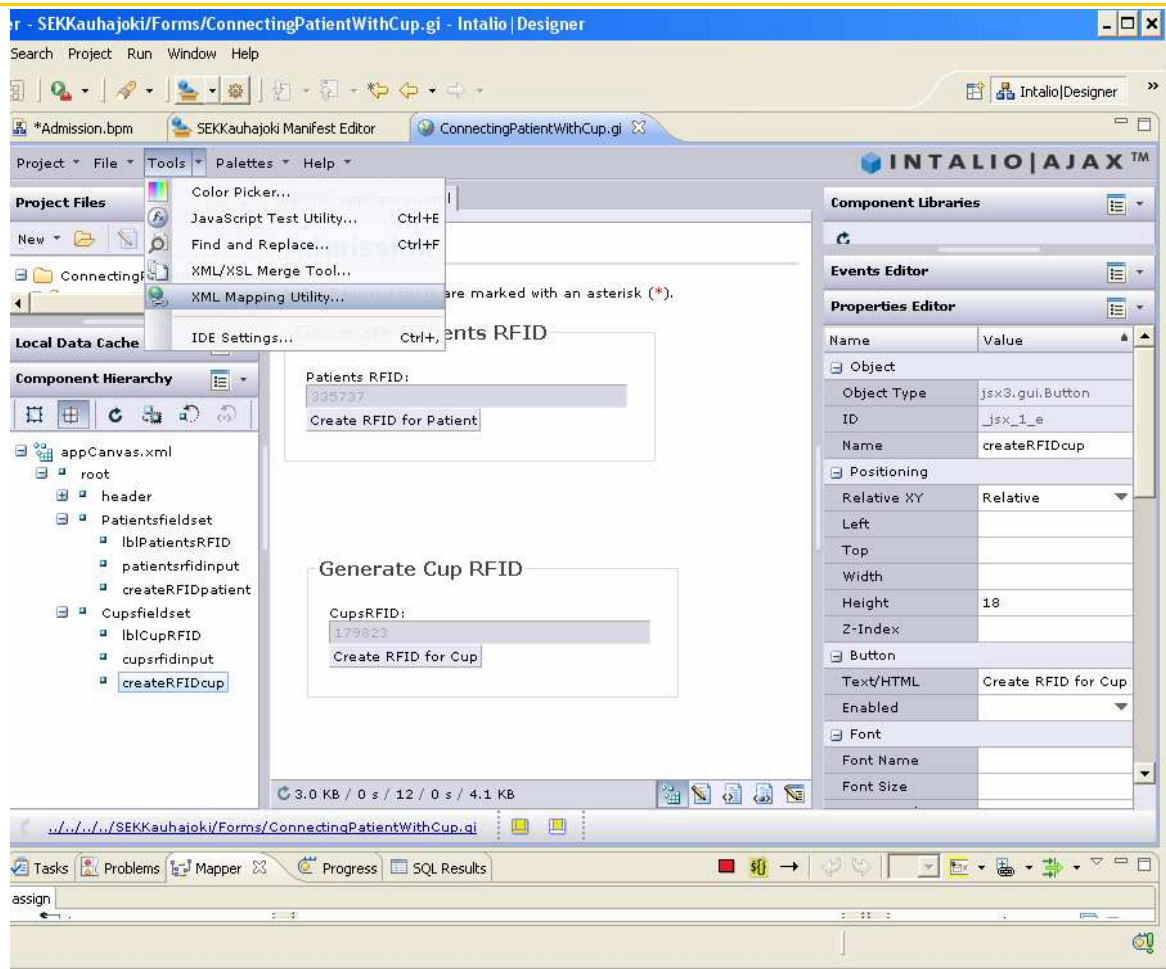 r - SEKKauhajoki/Forms/ConnectingPatientWithCup.gi - Intalio|Designer
Search Project Run Window Help
Intalio|Designer
*Admission.bpm SEKKauhajoki Manifest Editor ConnectingPatientWithCup.gi
Project File Tools Palettes Help INTALIO|AJAX™
Project Files
New
Connecting
Local Data Cache
Component Hierarchy
appCanvas.xml
root
header
Patientsfieldset
lblPatientsRFID
patientsrfidinput
createRFIDpatient
Cupsfieldset
lblCupRFID
cupsrfidinput
createRFIDcup
Color Picker...
JavaScript Test Utility... Ctrl+E
Find and Replace... Ctrl+F
XML/XSL Merge Tool...
XML Mapping Utility...
IDE Settings... Ctrl+,
are marked with an asterisk (*).
ents RFID
Patients RFID:
335737
Create RFID for Patient
Generate Cup RFID
CupsRFID:
179823
Create RFID for Cup
3.0 KB / 0 s / 12 / 0 s / 4.1 KB
Component Libraries
Events Editor
Properties Editor
Name Value
Object
Object Type jsx3.gui.Button
ID _jsx_1_e
Name createRFIDcup
Positioning
Relative XY Relative
Left
Top
Width
Height 18
Z-Index
Button
Text/HTML Create RFID for Cup
Enabled
Font
Font Name
Font Size
../../../../SEKKauhajoki/Forms/ConnectingPatientWithCup.gi
Tasks Problems Mapper Progress SQL Results
assign